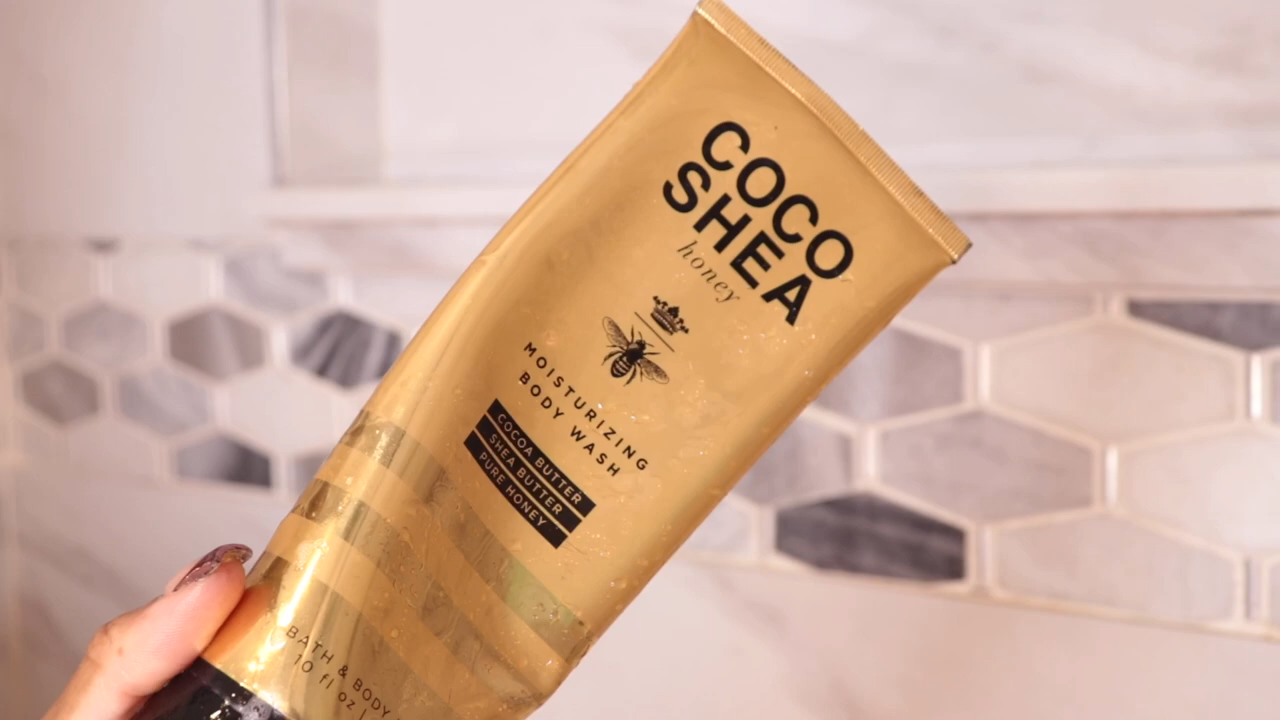 COCO
SHEA
honey
MOISTURIZING
BODY WASH
COCOA BUTTER
SHEA BUTTER
PURE HONEY
BATH & BODY
10 fl oz |